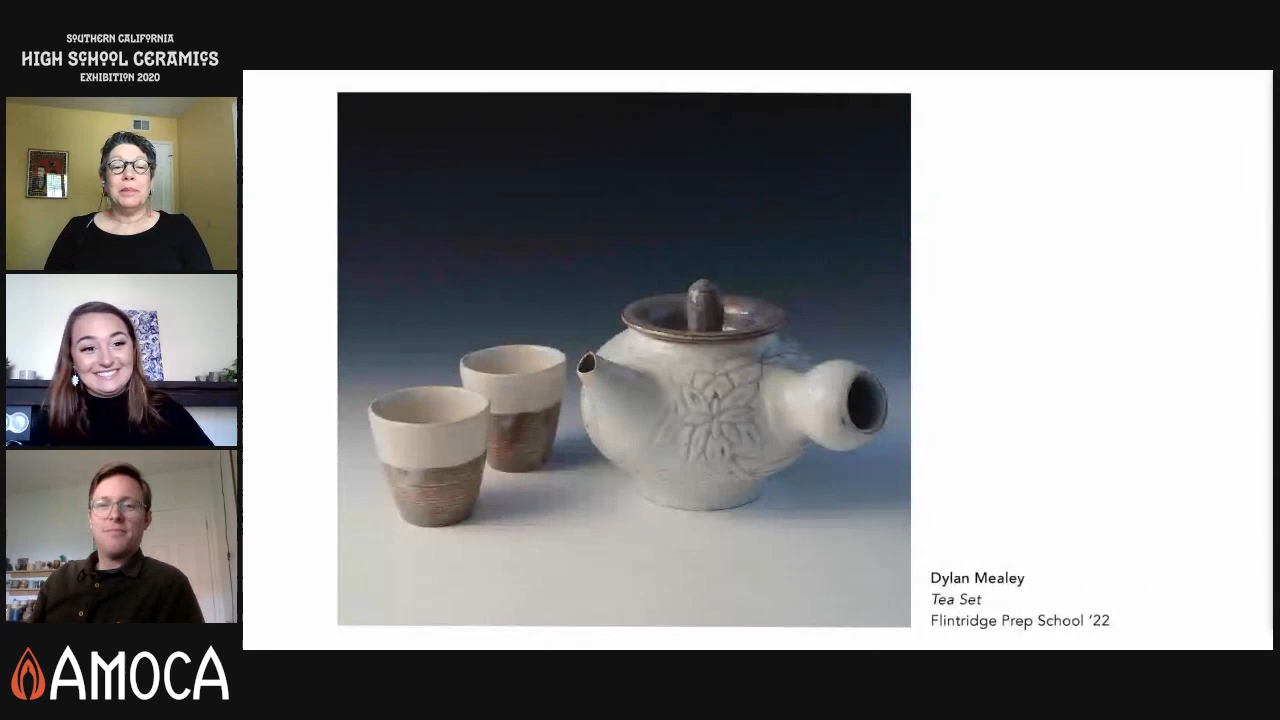 SOUTHERN CALIFORNIA
HIGH SCHOOL CERAMICS
EXHIBITION 2020
AMOCA
Dylan Mealey
Tea Set
Flintridge Prep School '22